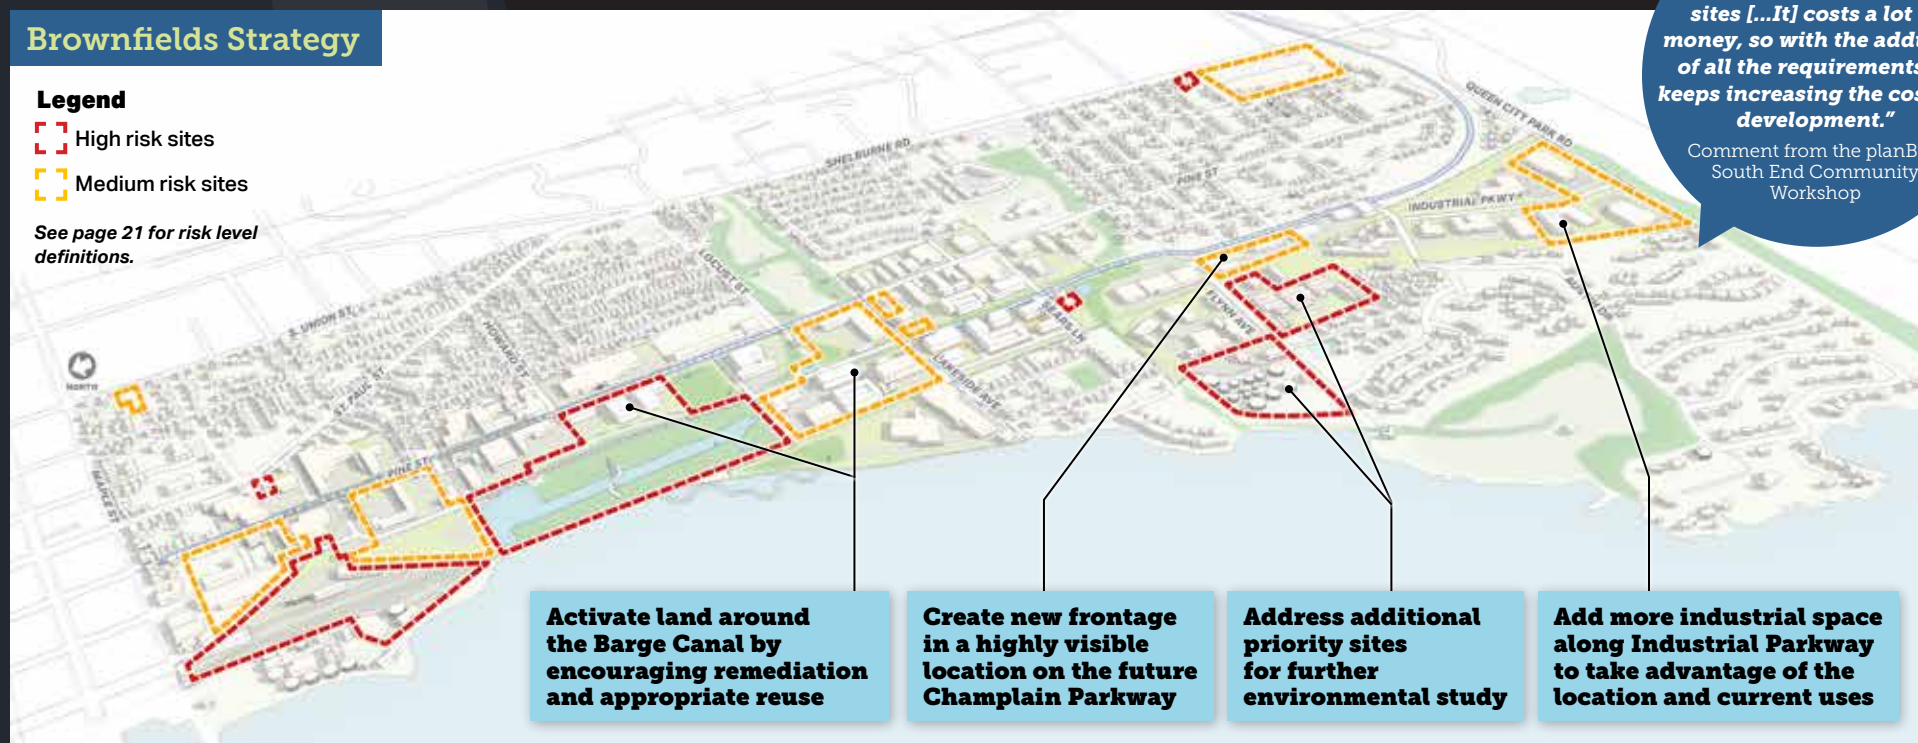 Brownfields Strategy
Legend
High risk sites
Medium risk sites
See page 21 for risk level
definitions.
sites [...It] costs a lot
money, so with the
of all the requirements
keeps increasing the
development.”
Comment from the
South End Community
Workshop
QUEEN CITY PARK RD
SHELBURNE RD
PINE ST
INDUSTRIAL PKWY
LOCUST ST
S. UNION ST
HOWARD ST
SEARS LN
FLYNN AVE
NORTH
ST. PAUL ST
LAKESIDE AVE
PINE ST
MAPLE ST
Activate land around
the Barge Canal by
encouraging remediation
and appropriate reuse
Create new frontage
in a highly visible
location on the future
Champlain Parkway
Address additional
priority sites
for further
environmental study
Add more industrial space
along Industrial Parkway
to take advantage of the
location and current uses